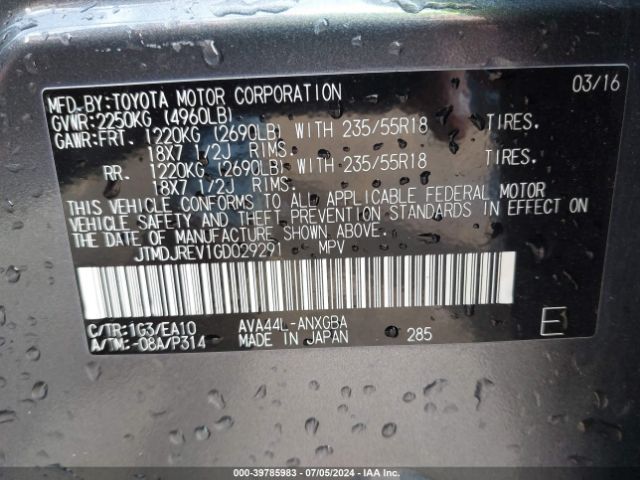 MFD.BY:TOYOTA MOTOR CORPORATION 03/16
GVWR:2250KG (4960LB)
GAWR:FRT. 1220KG (2690LB) WITH 235/55R18 TIRES.
18X7 1/2J RIMS.
RR. 1220KG (2690LB) WITH 235/55R18 TIRES.
18X7 1/2J RIMS.
THIS VEHICLE CONFORMS TO ALL APPLICABLE FEDERAL MOTOR
VEHICLE SAFETY AND THEFT PREVENTION STANDARDS IN EFFECT ON
THE DATE OF MANUFACTURE SHOWN ABOVE.
JTMDJREV1GD029291 MPV
C/TR:1G3/EA10 AVA44L-ANXGBA
A/TM:-08A/P314 MADE IN JAPAN 285 E
000-39785983 / 07/05/2024 - IAA Inc.